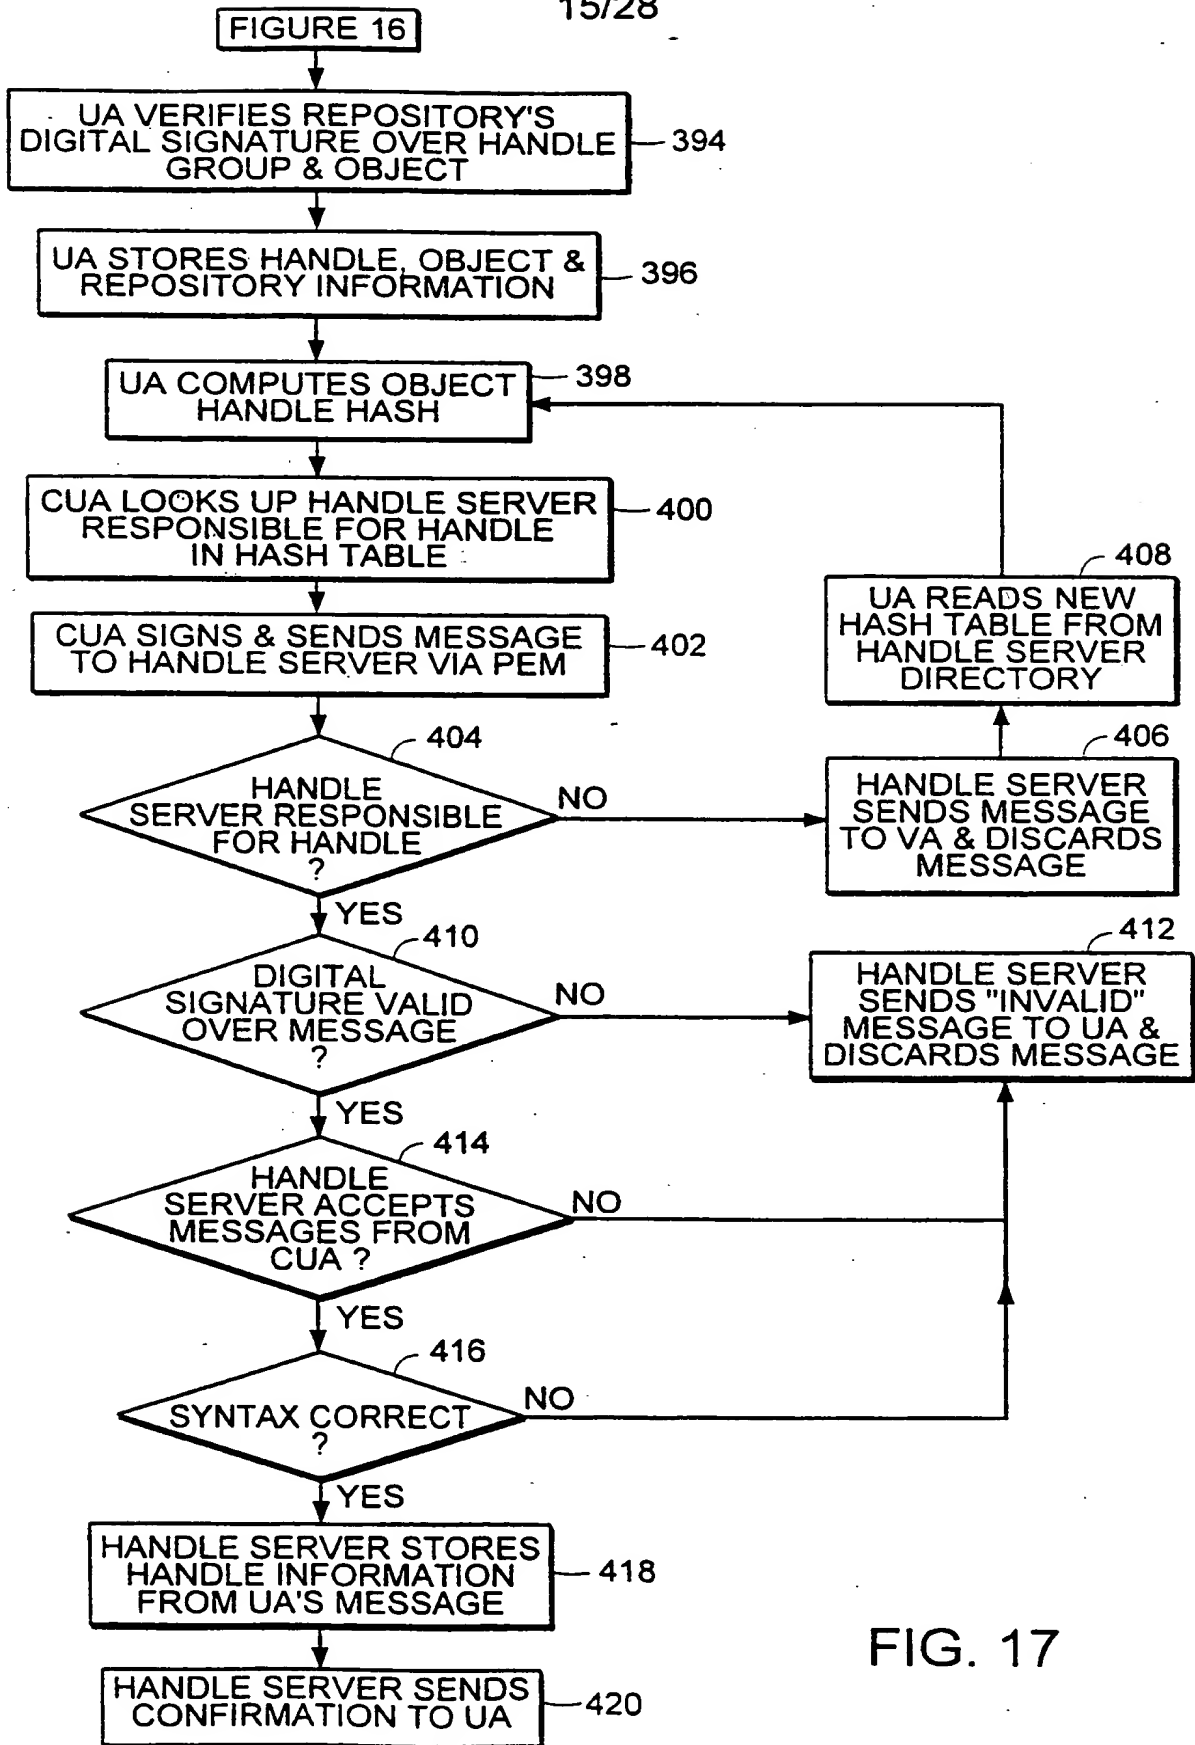 15/28
FIGURE 16
UA VERIFIES REPOSITORY'S
DIGITAL SIGNATURE OVER HANDLE
GROUP & OBJECT
394
UA STORES HANDLE, OBJECT &
REPOSITORY INFORMATION
396
UA COMPUTES OBJECT
HANDLE HASH
398
CUA LOOKS UP HANDLE SERVER
RESPONSIBLE FOR HANDLE
IN HASH TABLE
400
CUA SIGNS & SENDS MESSAGE
TO HANDLE SERVER VIA PEM
402
404
HANDLE
SERVER RESPONSIBLE
FOR HANDLE
?
NO
YES
406
HANDLE SERVER
SENDS MESSAGE
TO VA & DISCARDS
MESSAGE
408
UA READS NEW
HASH TABLE FROM
HANDLE SERVER
DIRECTORY
410
DIGITAL
SIGNATURE VALID
OVER MESSAGE
?
NO
YES
412
HANDLE SERVER
SENDS "INVALID"
MESSAGE TO UA &
DISCARDS MESSAGE
414
HANDLE
SERVER ACCEPTS
MESSAGES FROM
CUA ?
NO
YES
416
SYNTAX CORRECT
?
NO
YES
HANDLE SERVER STORES
HANDLE INFORMATION
FROM UA'S MESSAGE
418
HANDLE SERVER SENDS
CONFIRMATION TO UA
420
FIG. 17